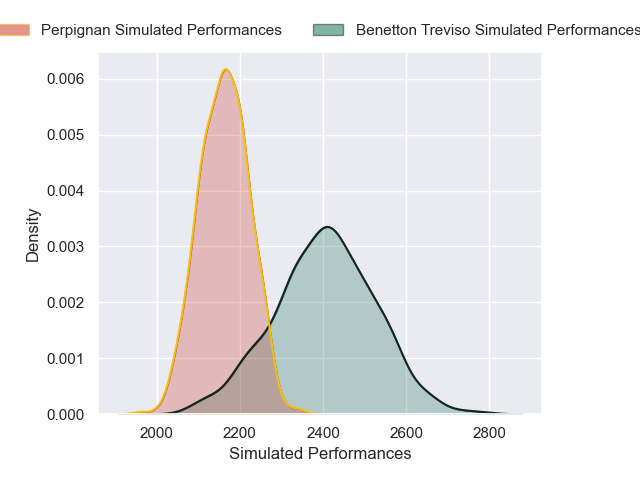 Perpignan Simulated Performances Benetton Treviso Simulated Performances
0.006
0.005
0.004
0.003
0.002
0.001
0.000
Density
2000 2200 2400 2600 2800
Simulated Performances